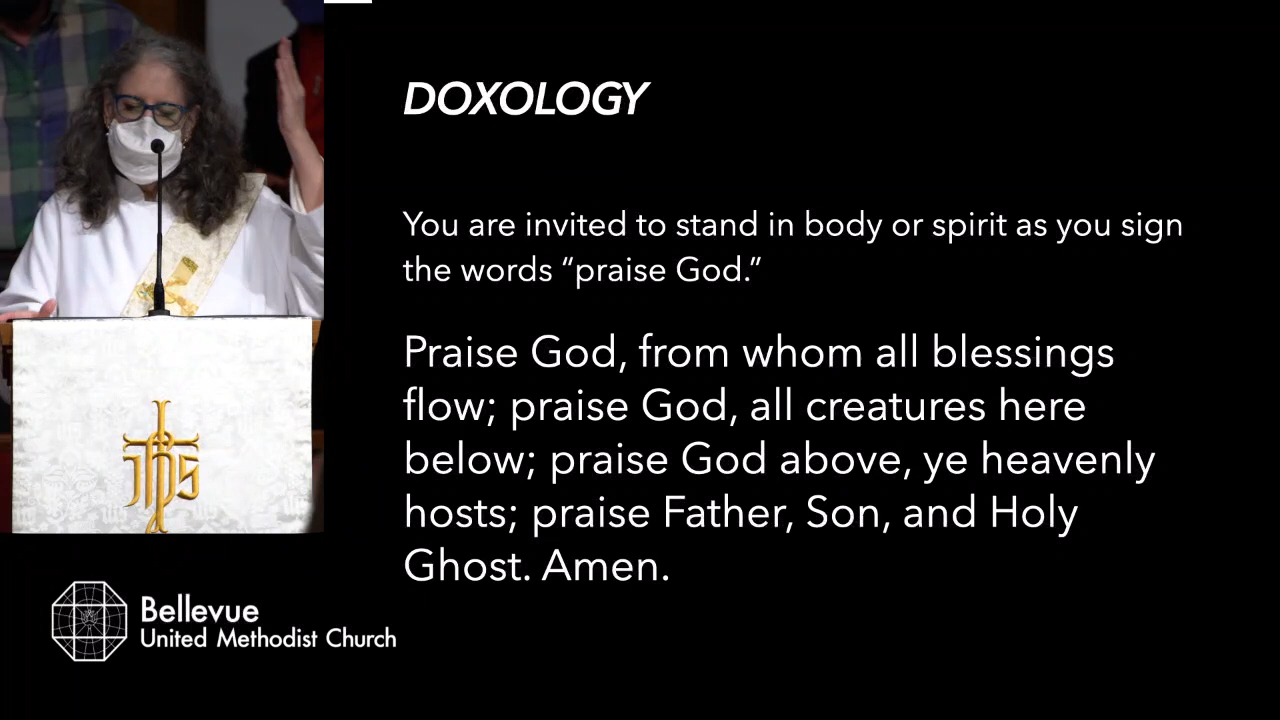 DOXOLOGY
You are invited to stand in body or spirit as you sign
the words “praise God.”
Praise God, from whom all blessings
flow; praise God, all creatures here
below; praise God above, ye heavenly
hosts; praise Father, Son, and Holy
Ghost. Amen.
IHS
Bellevue
United Methodist Church